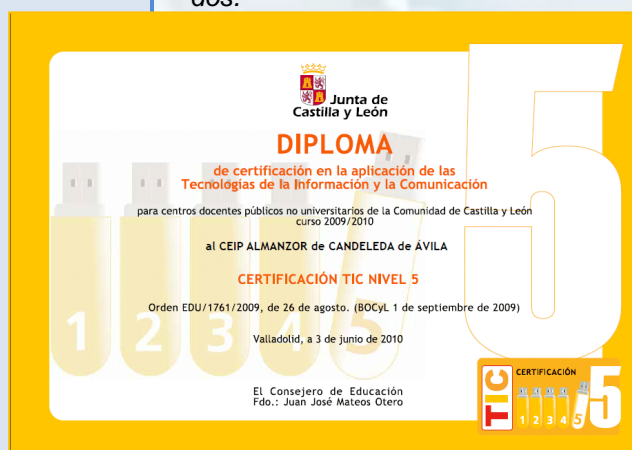 dos.
Junta de
Castilla y León
DIPLOMA
de certificación en la aplicación de las
Tecnologías de la Información y la Comunicación
para centros docentes públicos no universitarios de la Comunidad de Castilla y León
curso 2009/2010
al CEIP ALMANZOR de CANDELEDA de ÁVILA
CERTIFICACIÓN TIC NIVEL 5
Orden EDU/1761/2009, de 26 de agosto. (BOCyL 1 de septiembre de 2009)
Valladolid, a 3 de junio de 2010
El Consejero de Educación
Fdo.: Juan José Mateos Otero
1 2 3 4 5
5
TIC
CERTIFICACIÓN
1 2 3 4 5
5